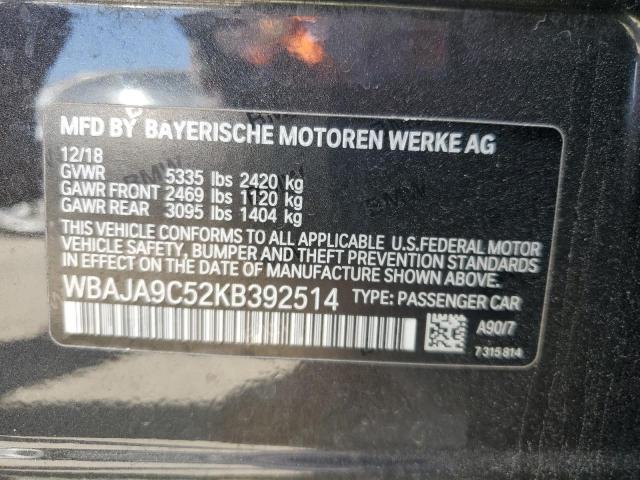 MFD BY BAYERISCHE MOTOREN WERKE AG
12/18
GVWR 5335 lbs 2420 kg
GAWR FRONT 2469 lbs 1120 kg
GAWR REAR 3095 lbs 1404 kg
THIS VEHICLE CONFORMS TO ALL APPLICABLE U.S.FEDERAL MOTOR
VEHICLE SAFETY, BUMPER AND THEFT PREVENTION STANDARDS
IN EFFECT ON THE DATE OF MANUFACTURE SHOWN ABOVE.
WBAJA9C52KB392514 TYPE: PASSENGER CAR
A90/7
7 315 814